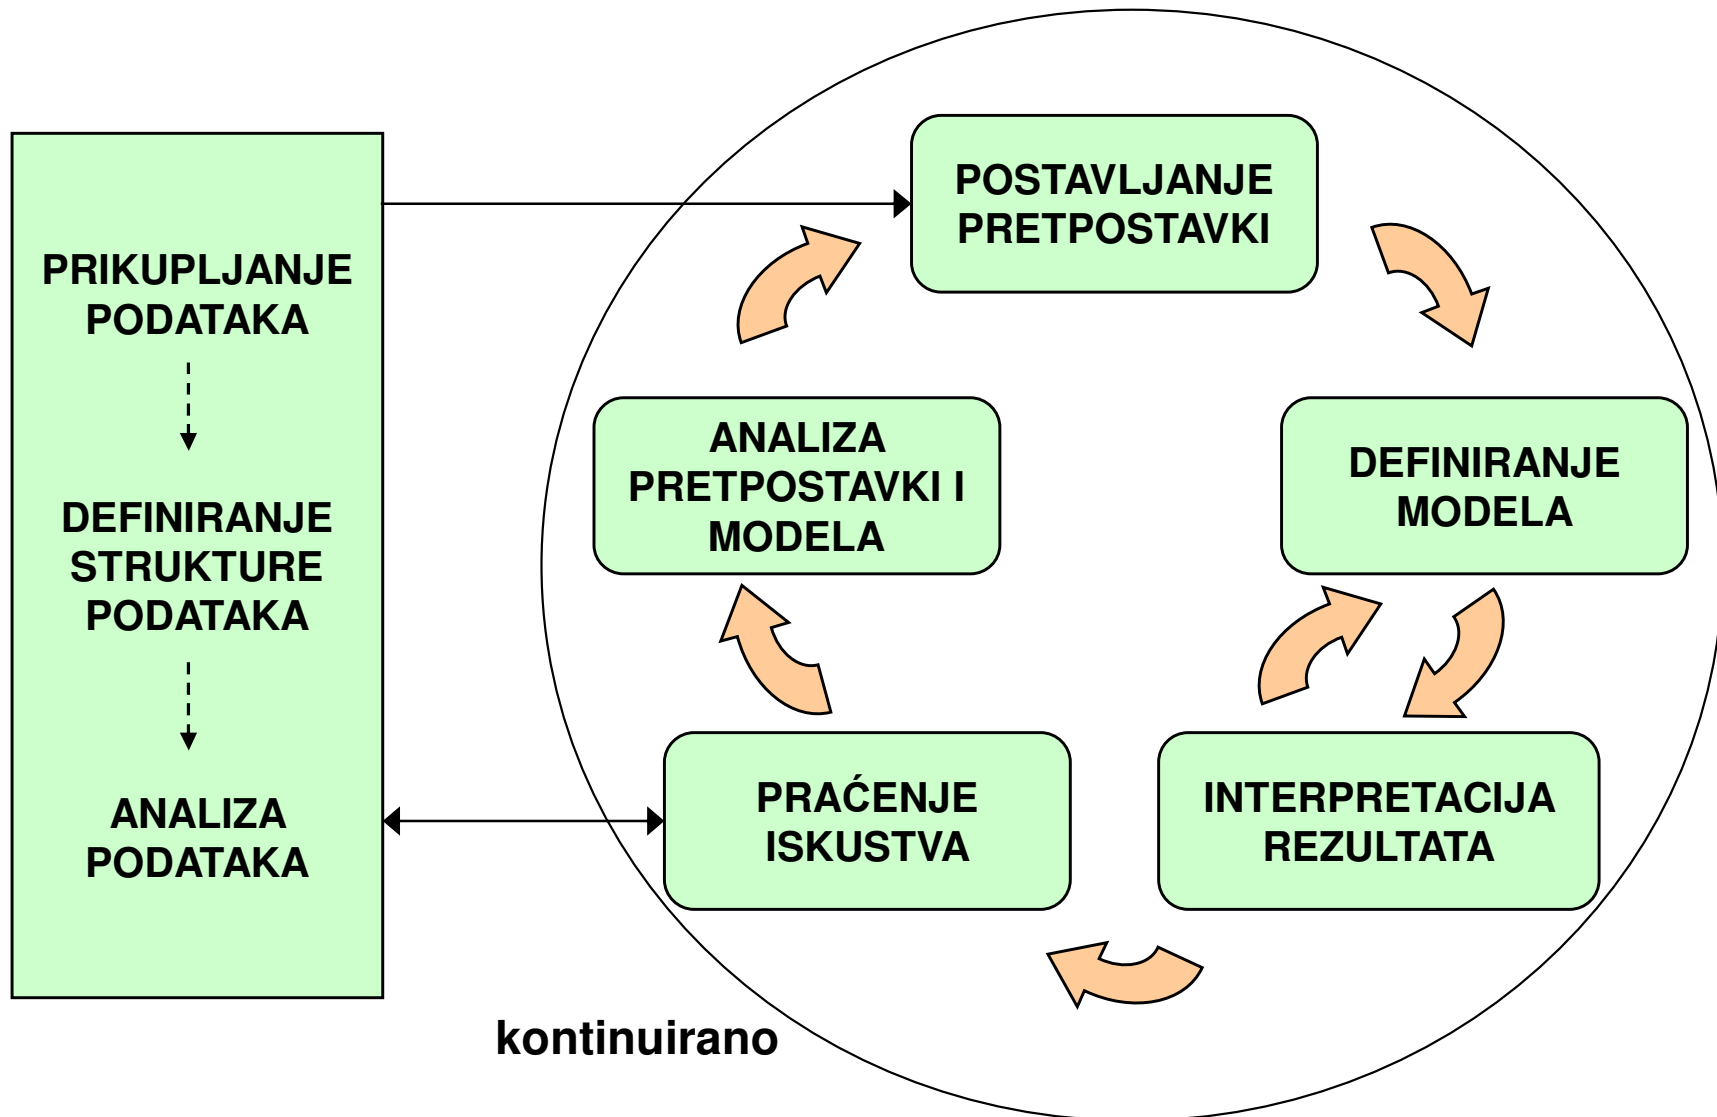 PRIKUPLJANJE
PODATAKA
DEFINIRANJE
STRUKTURE
PODATAKA
ANALIZA
PODATAKA
POSTAVLJANJE
PRETPOSTAVKI
ANALIZA
PRETPOSTAVKI I
MODELA
DEFINIRANJE
MODELA
PRAĆENJE
ISKUSTVA
INTERPRETACIJA
REZULTATA
kontinuirano